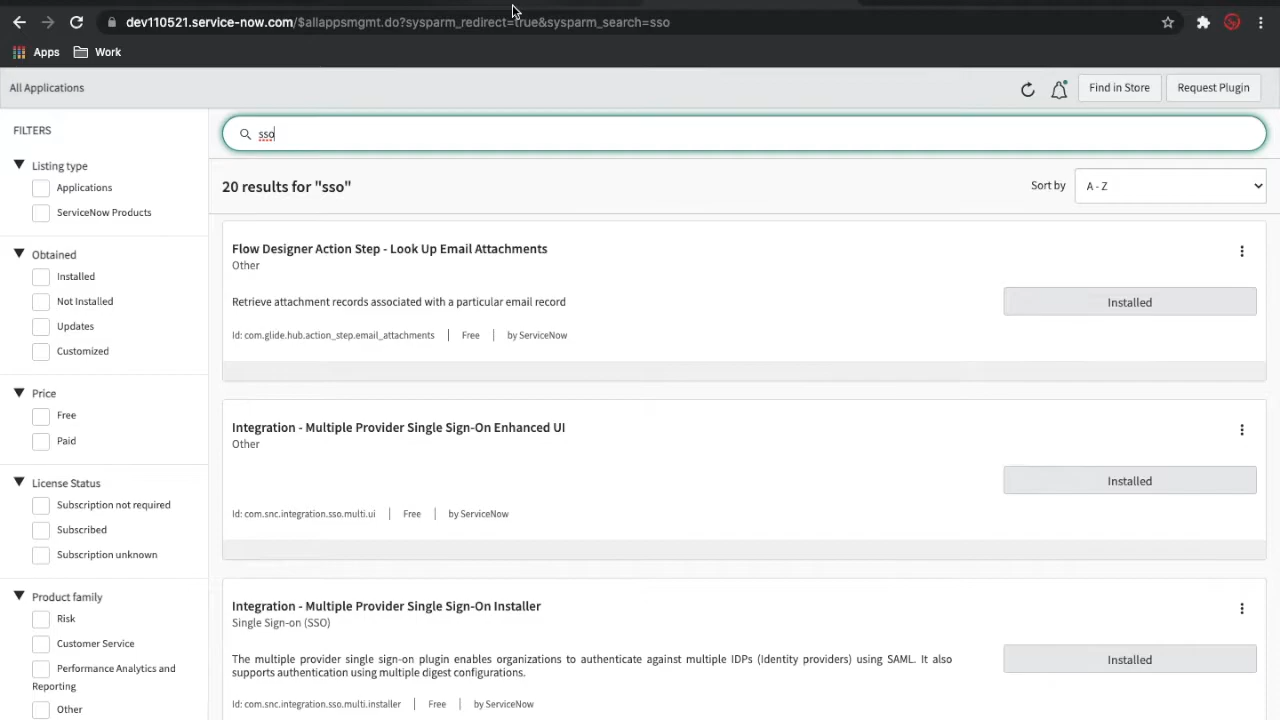 dev110521.service-now.com/$allappsmgmt.do?sysparm_redirect=true&sysparm_search=sso
Apps
Work
All Applications
Find in Store
Request Plugin
FILTERS
Listing type
Applications
ServiceNow Products
Obtained
Installed
Not Installed
Updates
Customized
Price
Free
Paid
License Status
Subscription not required
Subscribed
Subscription unknown
Product family
Risk
Customer Service
Performance Analytics and
Reporting
Other
sso
20 results for "sso"
Sort by
A - Z
Flow Designer Action Step - Look Up Email Attachments
Other
Retrieve attachment records associated with a particular email record
Installed
Id: com.glide.hub.action_step.email_attachments | Free | by ServiceNow
Integration - Multiple Provider Single Sign-On Enhanced UI
Other
Installed
Id: com.snc.integration.sso.multi.ui | Free | by ServiceNow
Integration - Multiple Provider Single Sign-On Installer
Single Sign-on (SSO)
The multiple provider single sign-on plugin enables organizations to authenticate against multiple IDPs (Identity providers) using SAML. It also
supports authentication using multiple digest configurations.
Installed
Id: com.snc.integration.sso.multi.installer | Free | by ServiceNow